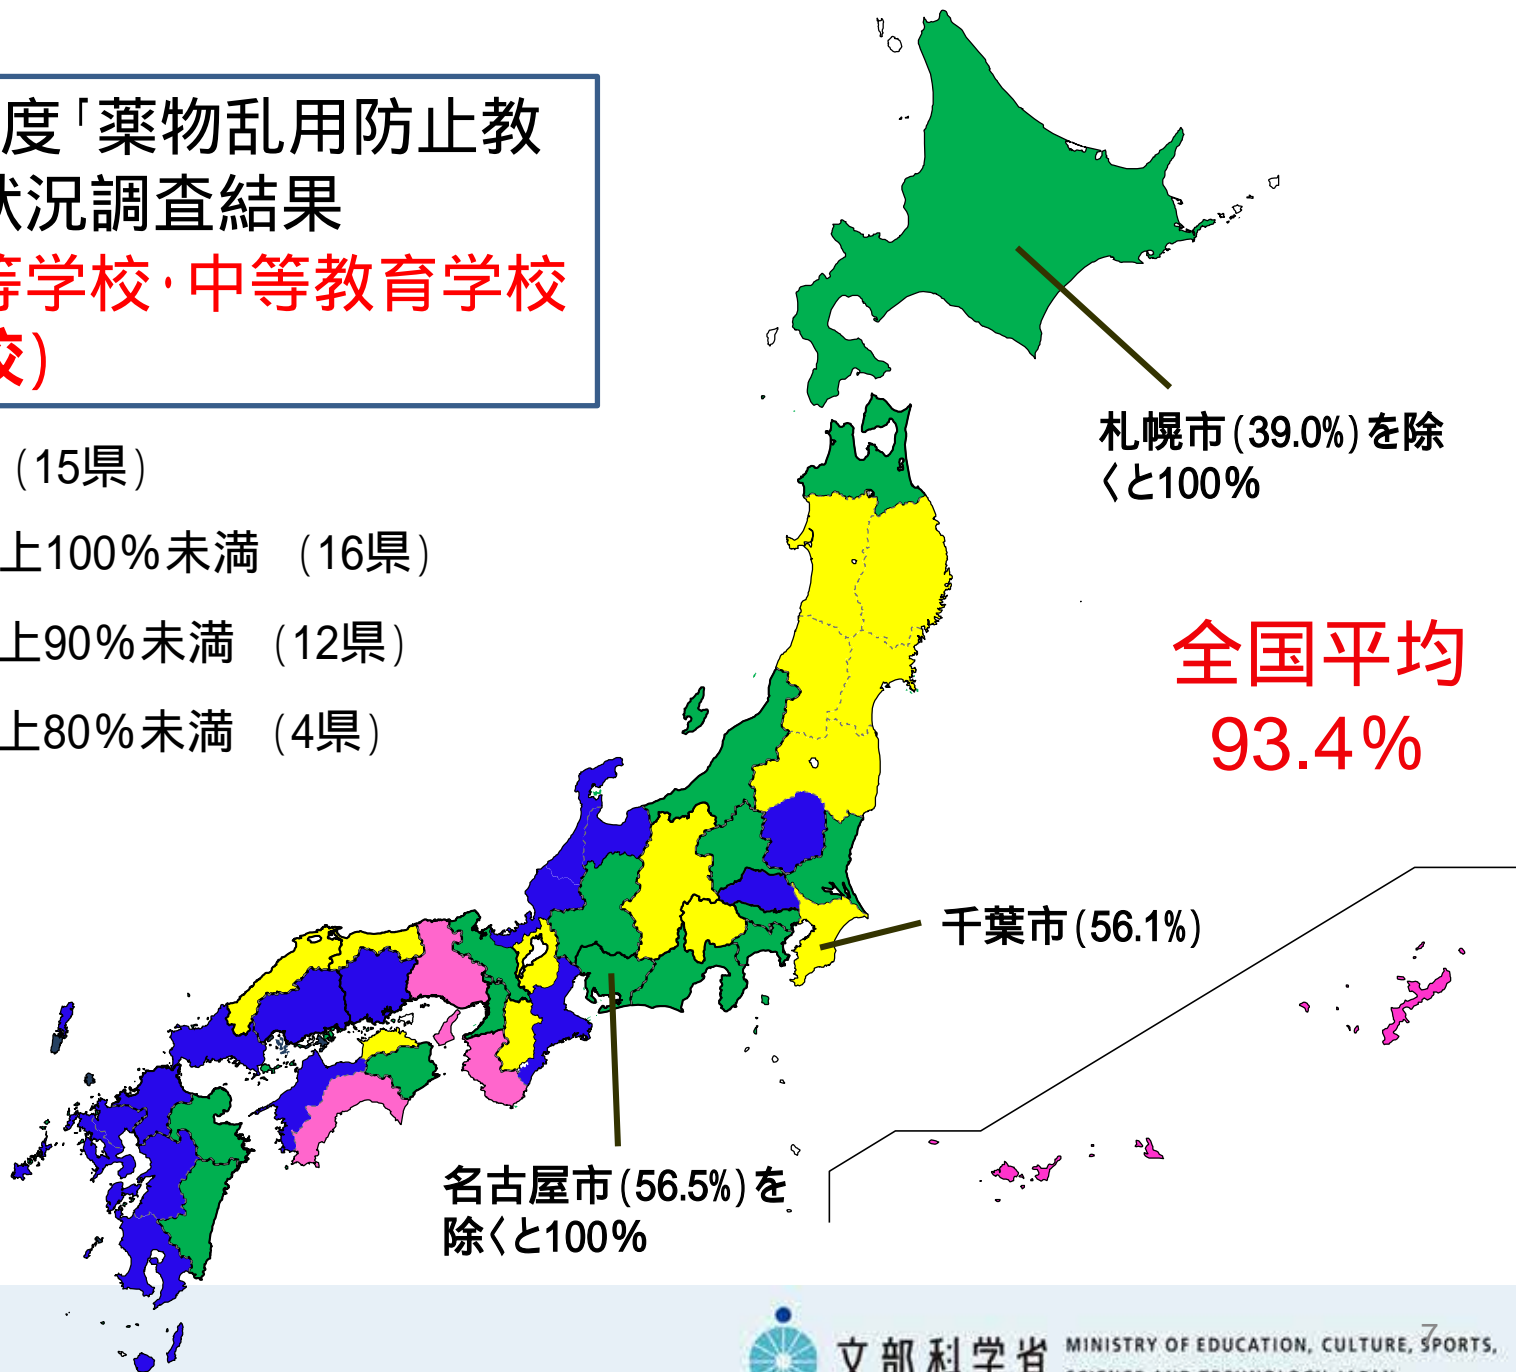 度「薬物乱用防止教
状況調査結果
等学校・中等教育学校
校)
(15県)
上100%未満 (16県)
上90%未満 (12県)
上80%未満 (4県)
札幌市(39.0%)を除
くと100%
全国平均
93.4%
千葉市(56.1%)
名古屋市(56.5%)を
除くと100%
7
文部科学省 MINISTRY OF EDUCATION, CULTURE, SPORTS,